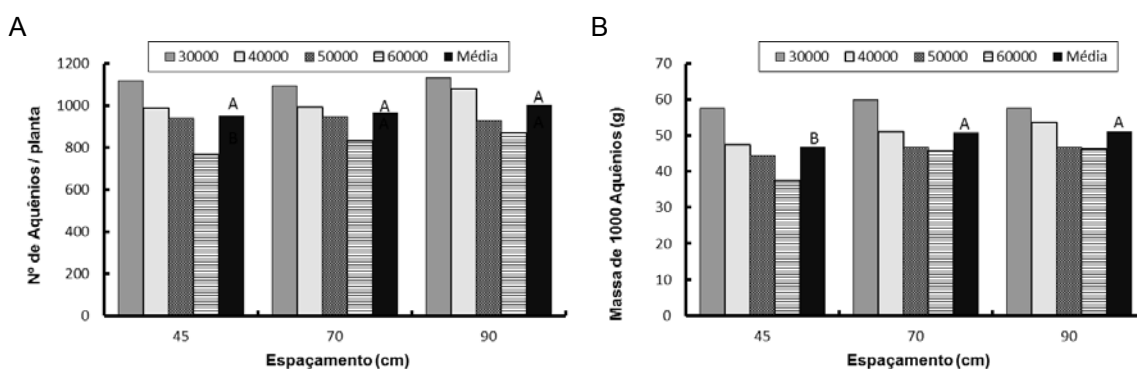 A
30000 40000 50000 60000 Média
1200
1000
800
600
400
200
0
Nº de Aquênios / planta
A
B
A
A
A
A
45 70 90
Espaçamento (cm)
B
30000 40000 50000 60000 Média
70
60
50
40
30
20
10
0
Massa de 1000 Aquênios (g)
B
A
A
45 70 90
Espaçamento (cm)